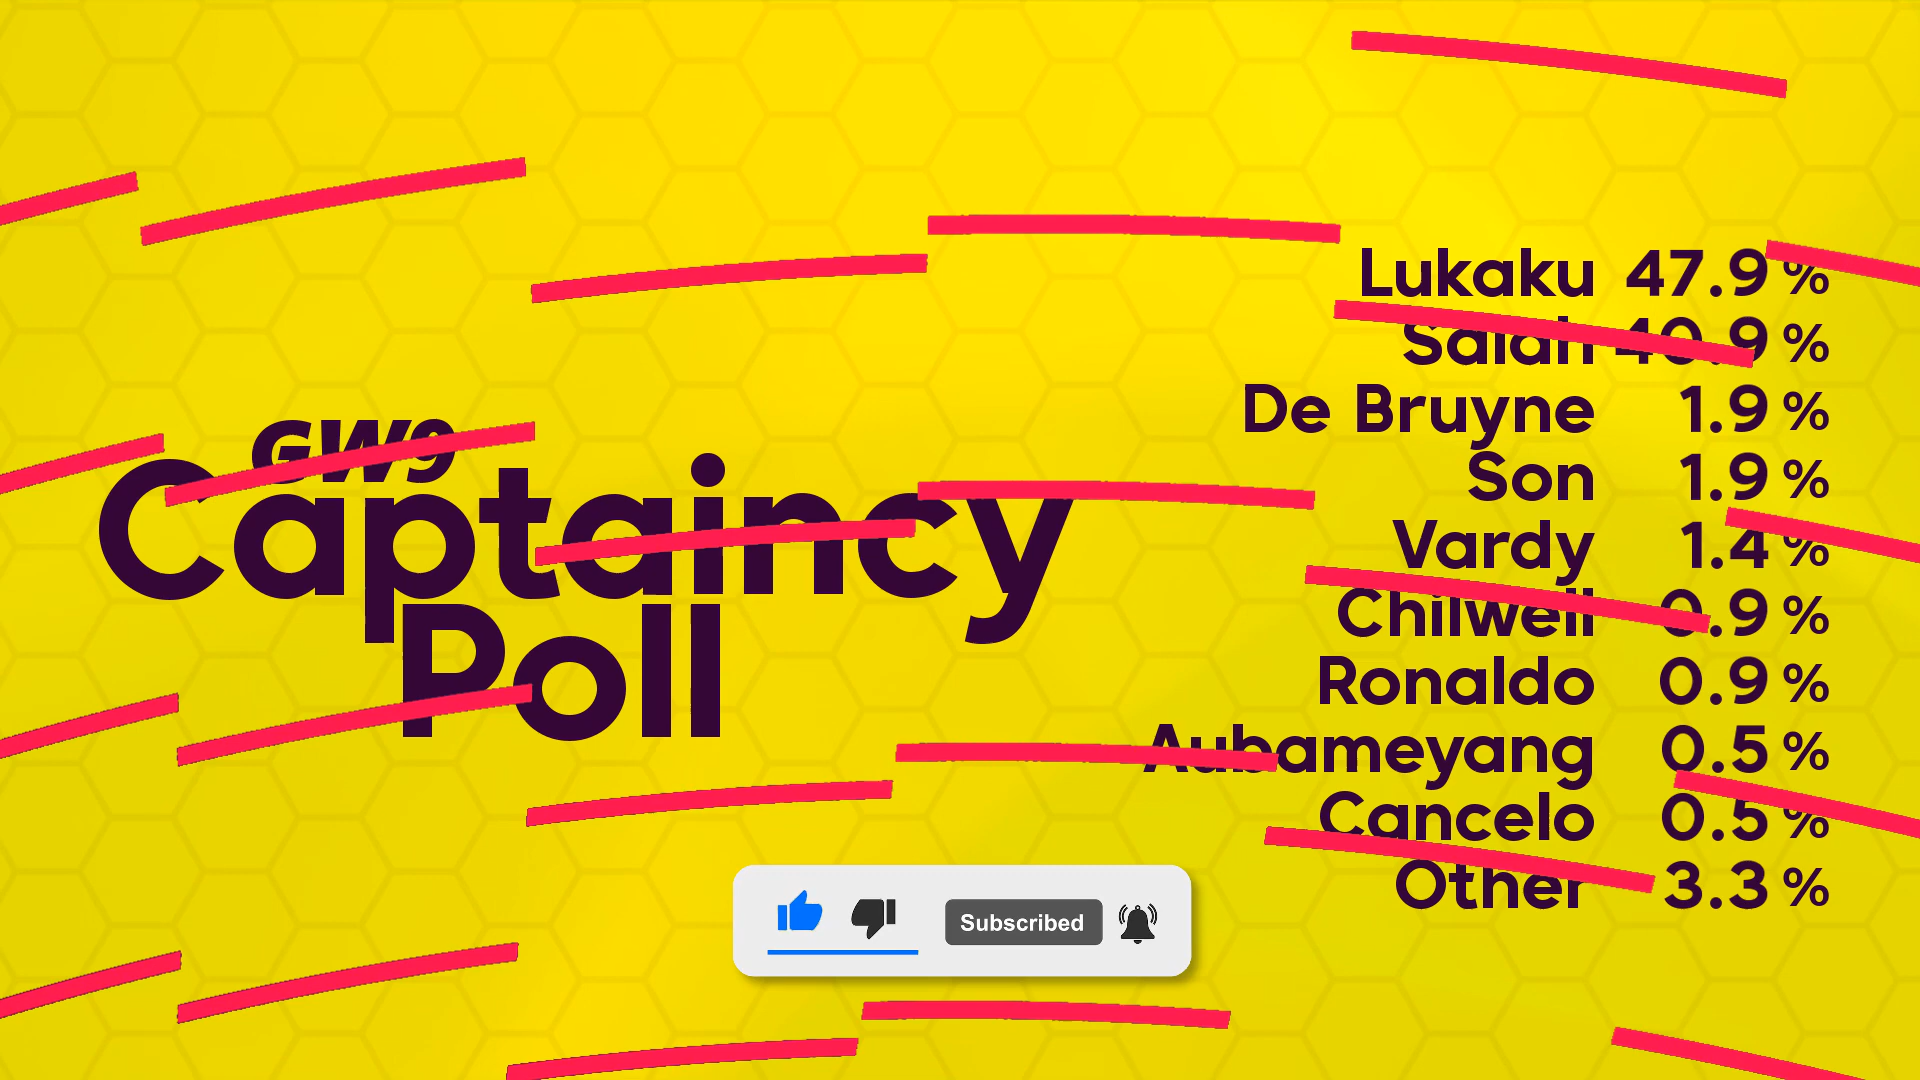 GW9
Captaincy
Poll
Lukaku 47.9 %
Salah 40.9 %
De Bruyne 1.9 %
Son 1.9 %
Vardy 1.4 %
Chilwell 0.9 %
Ronaldo 0.9 %
Aubameyang 0.5 %
Cancelo 0.5 %
Other 3.3 %
Subscribed